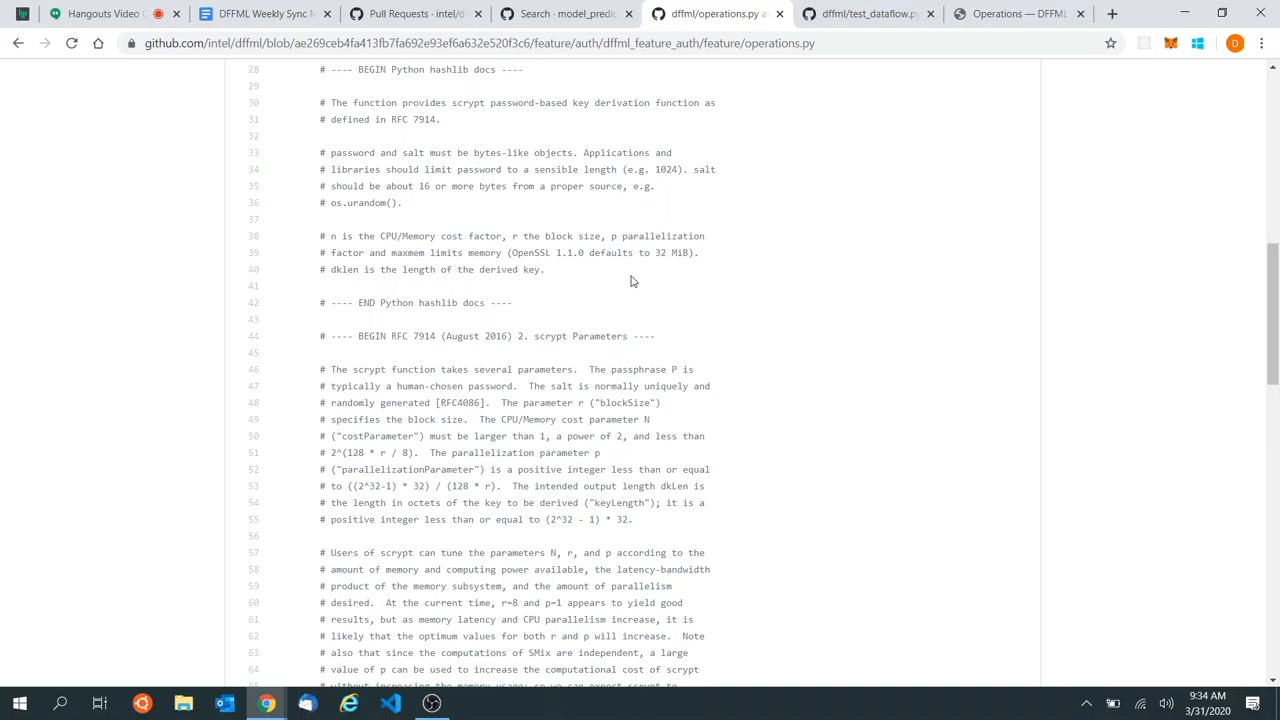 Hangouts Video C
DFFML Weekly Sync M
Pull Requests · intel/d
Search · model_predic
dffml/operations.py a
dffml/test_dataflow.py
Operations — DFFML
github.com/intel/dffml/blob/ae269ceb4fa413fb7fa692e93ef6a632e520f3c6/feature/auth/dffml_feature_auth/feature/operations.py
D
28 # ---- BEGIN Python hashlib docs ----
29
30 # The function provides scrypt password-based key derivation function as
31 # defined in RFC 7914.
32
33 # password and salt must be bytes-like objects. Applications and
34 # libraries should limit password to a sensible length (e.g. 1024). salt
35 # should be about 16 or more bytes from a proper source, e.g.
36 # os.urandom().
37
38 # n is the CPU/Memory cost factor, r the block size, p parallelization
39 # factor and maxmem limits memory (OpenSSL 1.1.0 defaults to 32 MiB).
40 # dklen is the length of the derived key.
41
42 # ---- END Python hashlib docs ----
43
44 # ---- BEGIN RFC 7914 (August 2016) 2. scrypt Parameters ----
45
46 # The scrypt function takes several parameters.  The passphrase P is
47 # typically a human-chosen password.  The salt is normally uniquely and
48 # randomly generated [RFC4086].  The parameter r ("blockSize")
49 # specifies the block size.  The CPU/Memory cost parameter N
50 # ("costParameter") must be larger than 1, a power of 2, and less than
51 # 2^(128 * r / 8).  The parallelization parameter p
52 # ("parallelizationParameter") is a positive integer less than or equal
53 # to ((2^32-1) * 32) / (128 * r).  The intended output length dkLen is
54 # the length in octets of the key to be derived ("keyLength"); it is a
55 # positive integer less than or equal to (2^32 - 1) * 32.
56
57 # Users of scrypt can tune the parameters N, r, and p according to the
58 # amount of memory and computing power available, the latency-bandwidth
59 # product of the memory subsystem, and the amount of parallelism
60 # desired.  At the current time, r=8 and p=1 appears to yield good
61 # results, but as memory latency and CPU parallelism increase, it is
62 # likely that the optimum values for both r and p will increase.  Note
63 # also that since the computations of SMix are independent, a large
64 # value of p can be used to increase the computational cost of scrypt
65 # without increasing the memory usage; so we can expect scrypt to
9:34 AM
3/31/2020